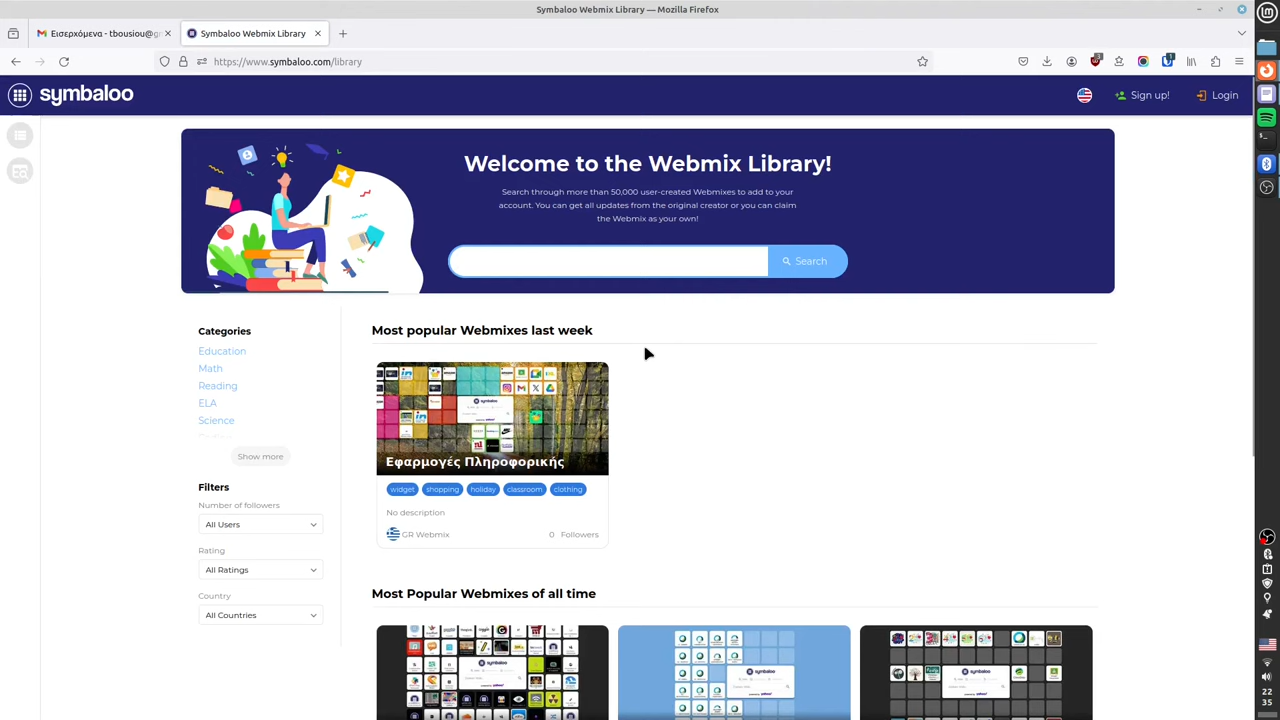 Symbaloo Webmix Library — Mozilla Firefox
Εισερχόμενα - tbousiou@g
Symbaloo Webmix Library
https://www.symbaloo.com/library
symbaloo
Sign up!
Login
Welcome to the Webmix Library!
Search through more than 50,000 user-created Webmixes to add to your
account. You can get all updates from the original creator or you can claim
the Webmix as your own!
Search
Categories
Education
Math
Reading
ELA
Science
Show more
Filters
Number of followers
All Users
Rating
All Ratings
Country
All Countries
Most popular Webmixes last week
Εφαρμογές Πληροφορικής
widget shopping holiday classroom clothing
No description
GR Webmix
0 Followers
Most Popular Webmixes of all time
symbaloo
symbaloo
symbaloo
22
35